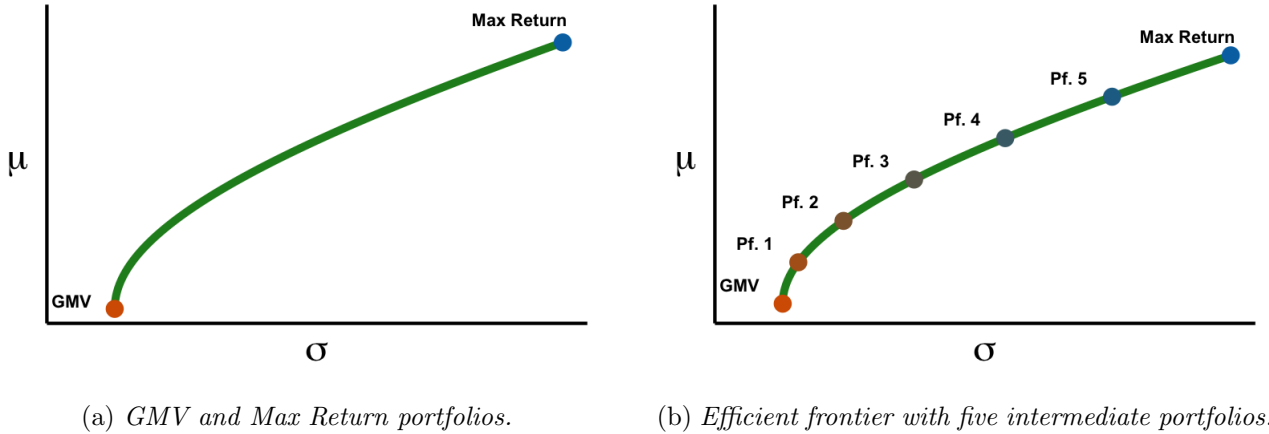 Max Return
μ
GMV
σ
(a) GMV and Max Return portfolios.
Max Return
Pf. 5
Pf. 4
Pf. 3
μ
Pf. 2
Pf. 1
GMV
σ
(b) Efficient frontier with five intermediate portfolios.